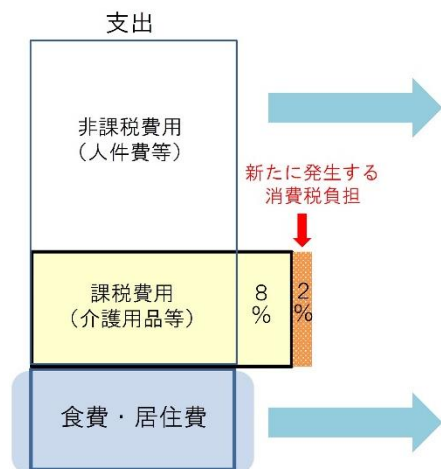 支出
非課税費用
（人件費等）
新たに発生する
消費税負担
課税費用
（介護用品等）
8
%
2
%
食費・居住費